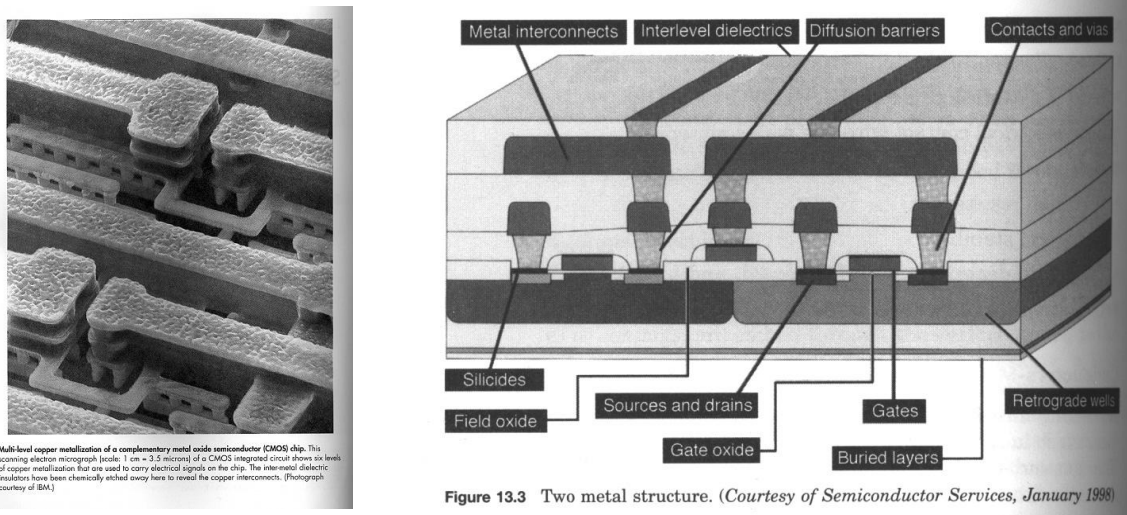 Multi-level copper metallization of a complementary metal oxide semiconductor (CMOS) chip. This
scanning electron micrograph (scale: 1 cm = 3.5 microns) of a CMOS integrated circuit shows six levels
of copper metallization that are used to carry electrical signals on the chip. The inter-metal dielectric
insulators have been chemically etched away here to reveal the copper interconnects. (Photograph
courtesy of IBM.)
Metal interconnects
Interlevel dielectrics
Diffusion barriers
Contacts and vias
Silicides
Field oxide
Sources and drains
Gate oxide
Gates
Buried layers
Retrograde wells
Figure 13.3 Two metal structure. (Courtesy of Semiconductor Services, January 1998)